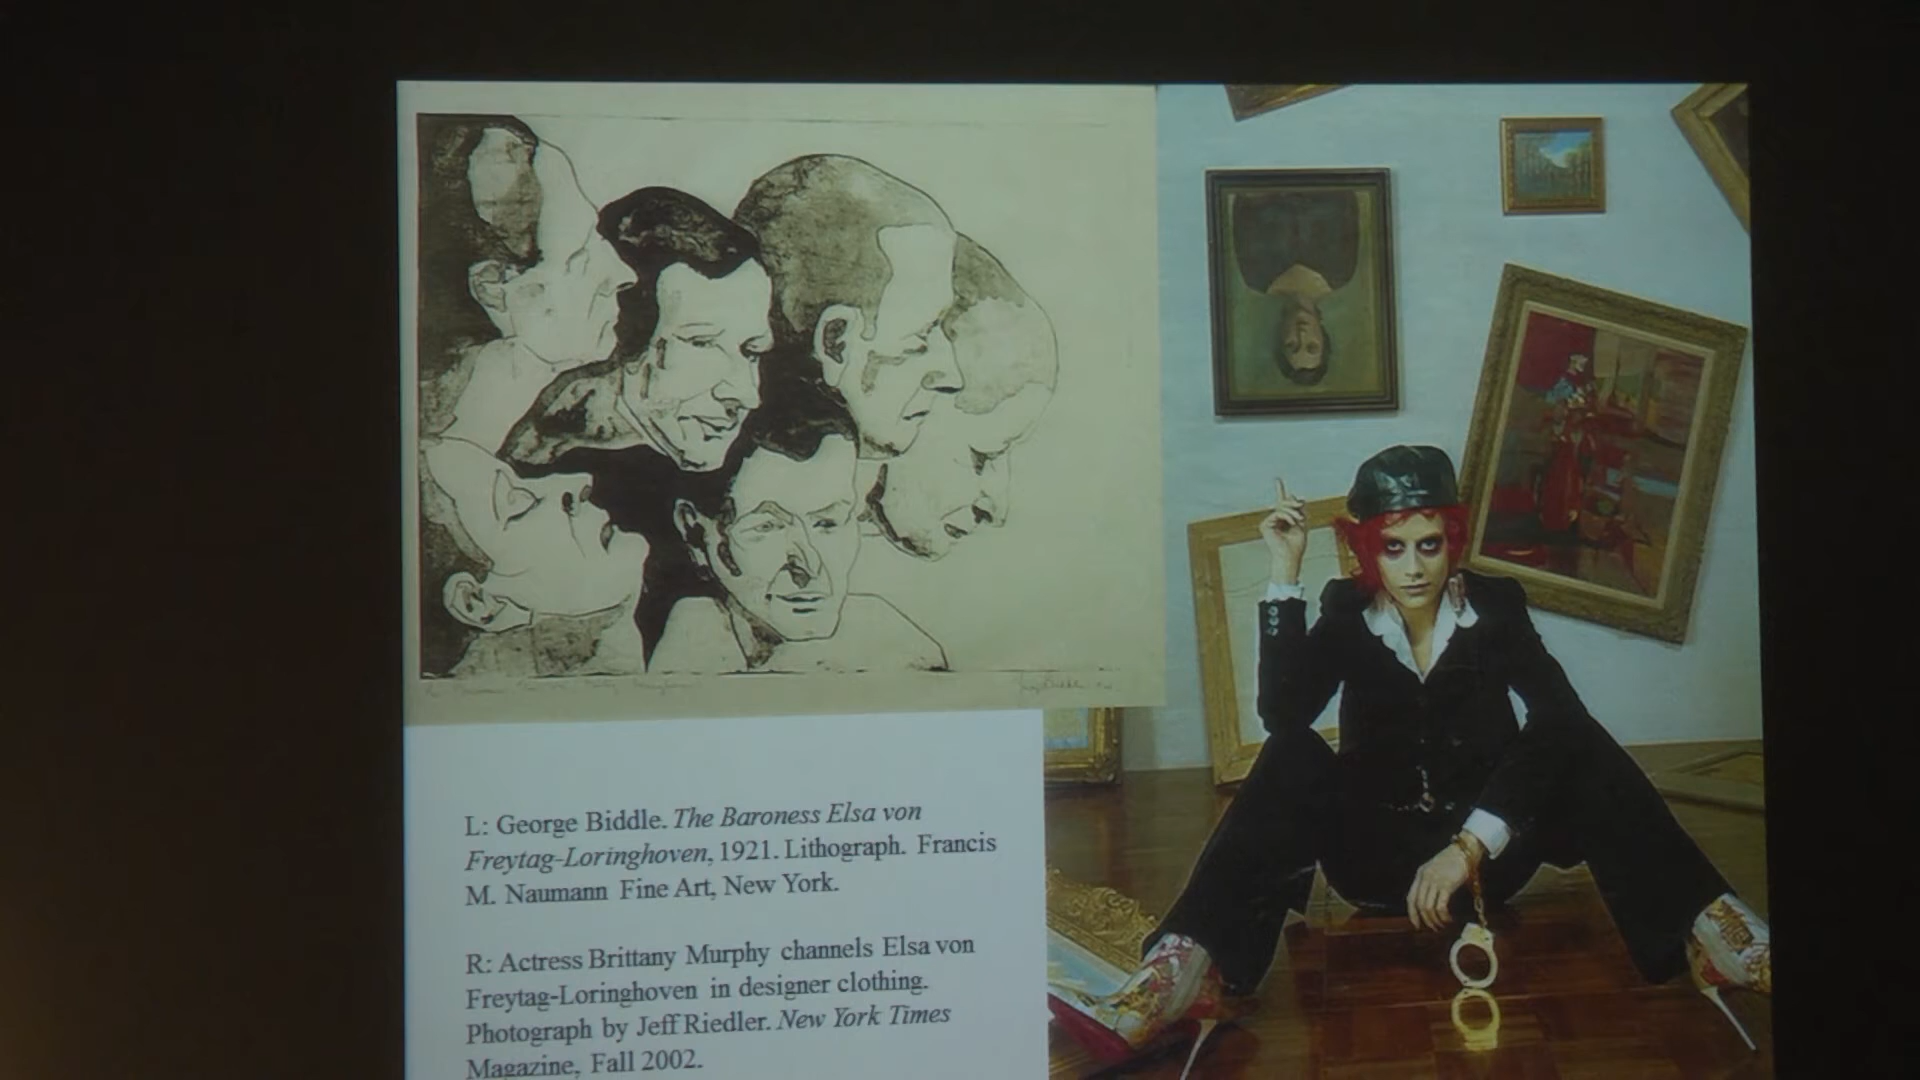 L: George Biddle. The Baroness Elsa von
Freytag-Loringhoven, 1921. Lithograph. Francis
M. Naumann Fine Art, New York.
R: Actress Brittany Murphy channels Elsa von
Freytag-Loringhoven in designer clothing.
Photograph by Jeff Riedler. New York Times
Magazine, Fall 2002.